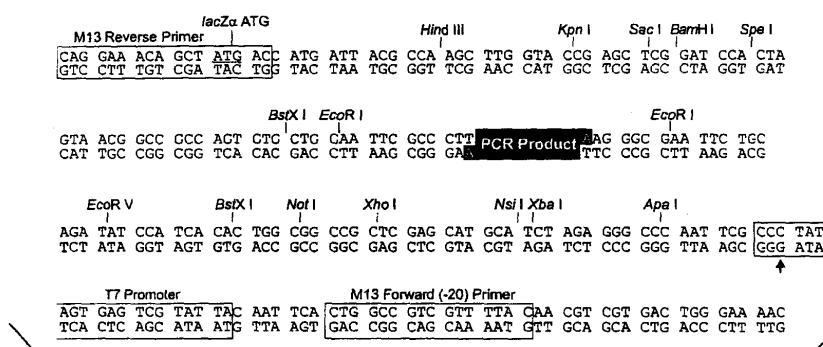 lacZα ATG
M13 Reverse Primer Hind III Kpn I Sac I BamH I Spe I
CAG GAA ACA GCT ATG ACC ATG ATT ACG CCA AGC TTG GTA CCG AGC TCG GAT CCA CTA
GTC CTT TGT CGA TAC TGG TAC TAA TGC GGT TCG AAC CAT GGC TCG AGC CTA GGT GAT
BstX I EcoR I EcoR I
GTA ACG GCC GCC AGT GTG CTG GAA TTC GCC CTT PCR Product AAG GGC GAA TTC TGC
CAT TGC CGG CGG TCA CAC GAC CTT AAG CGG GAA TTC CCG CTT AAG ACG
EcoR V BstX I Not I Xho I Nsi I Xba I Apa I
AGA TAT CCA TCA CAC TGG CGG CCG CTC GAG CAT GCA TCT AGA GGG CCC AAT TCG CCC TAT
TCT ATA GGT AGT GTG ACC GCC GGC GAG CTC GTA CGT AGA TCT CCC GGG TTA AGC GGG ATA
T7 Promoter M13 Forward (-20) Primer
AGT GAG TCG TAT TAC AAT TCA CTG GCC GTC GTT TTA CAA CGT CGT GAC TGG GAA AAC
TCA CTC AGC ATA ATG TTA AGT GAC CGG CAG CAA AAT GTT GCA GCA CTG ACC CTT TTG